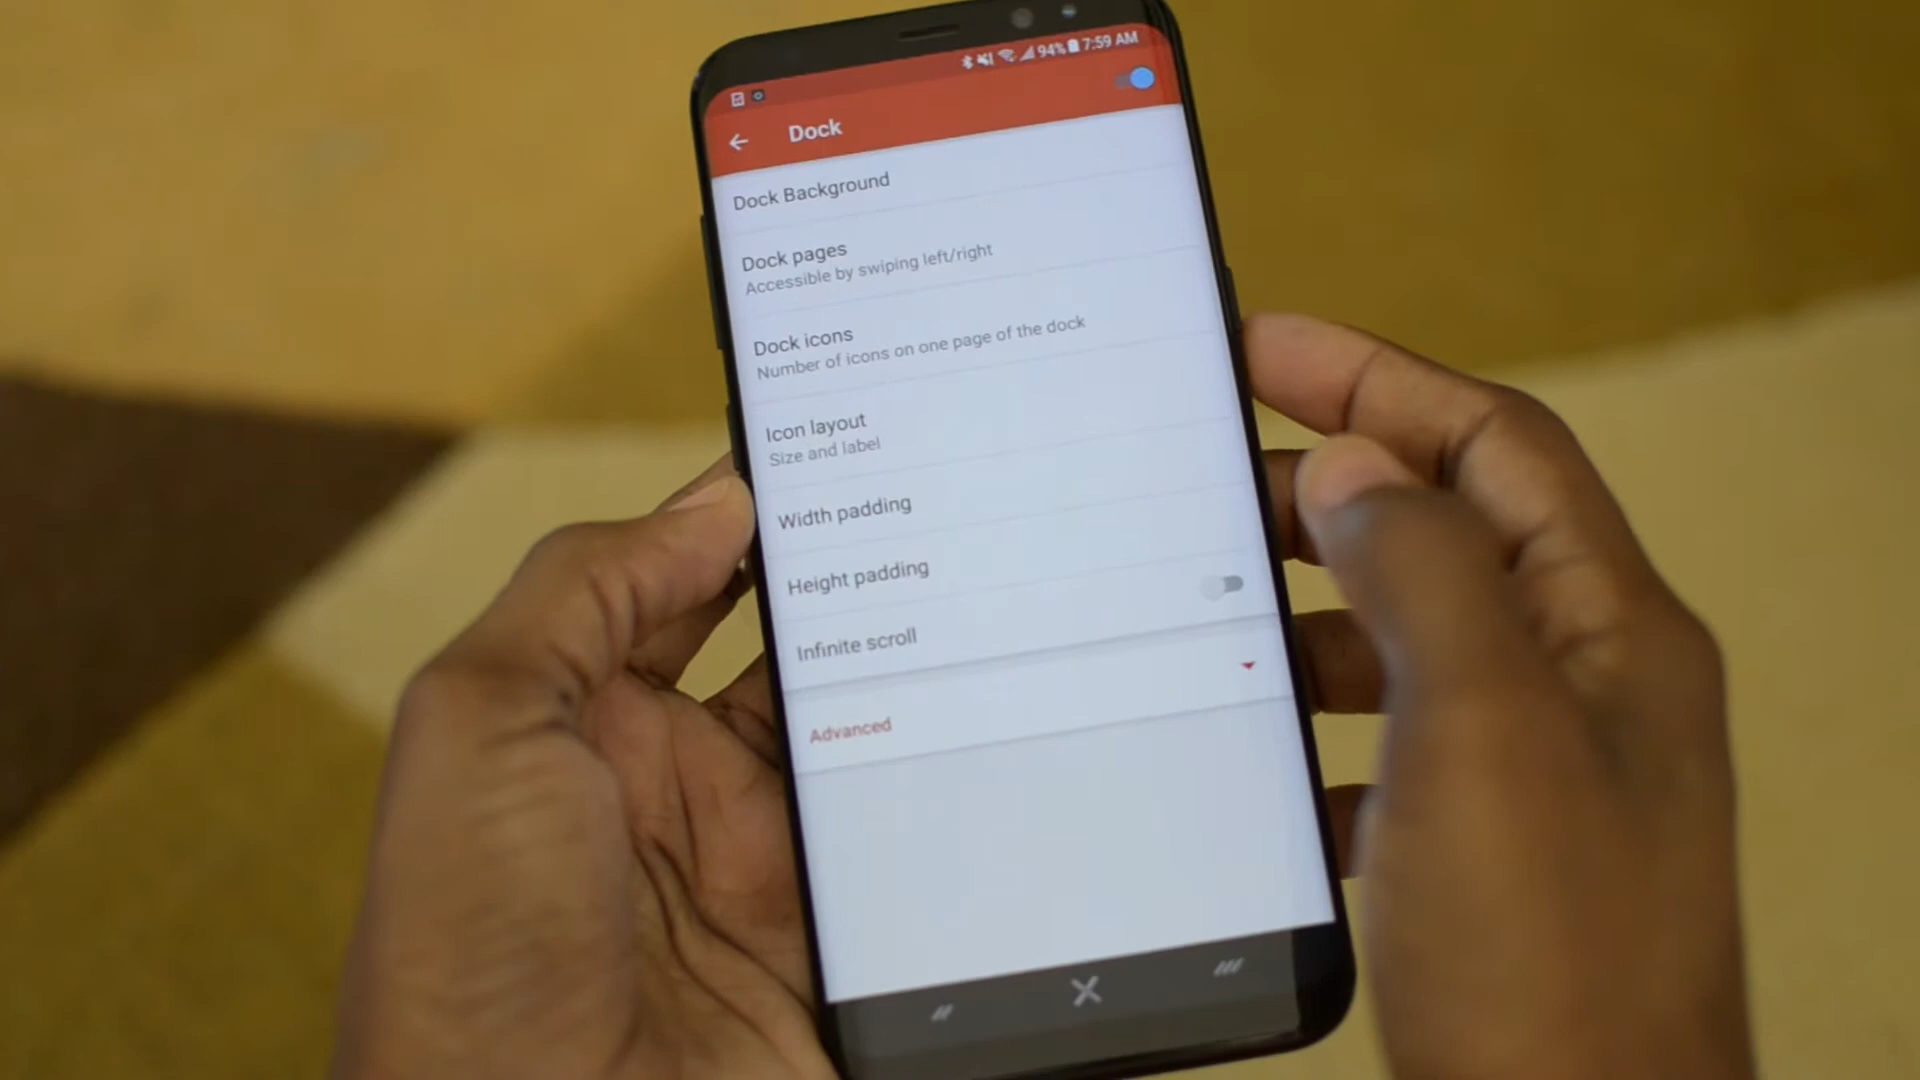 94% 7:59 AM
Dock
Dock Background
Dock pages
Accessible by swiping left/right
Dock icons
Number of icons on one page of the dock
Icon layout
Size and label
Width padding
Height padding
Infinite scroll
Advanced